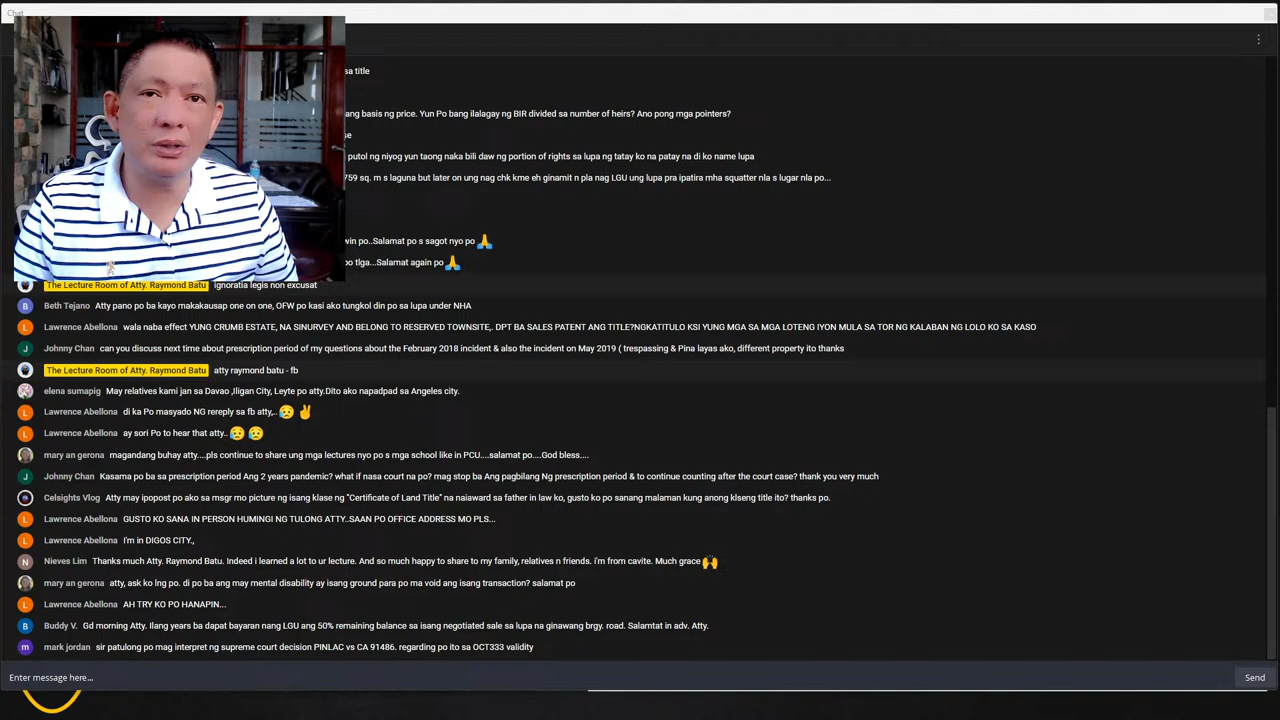 Chat
sa title
ang basis ng price. Yun Po bang ilalagay ng BIR divided sa number of heirs? Ano pong mga pointers?
se
putol ng niyog yun taong naka bili daw ng portion of rights sa lupa ng tatay ko na patay na di ko name lupa
759 sq. m s laguna but later on ung nag chk kme eh ginamit n pla nag LGU ung lupa pra ipatira mha squatter nla s lugar nla po...
win po..Salamat po s sagot nyo po 🙏
po tlga...Salamat again po 🙏
The Lecture Room of Atty. Raymond Batu ignoratia legis non excusat
B Beth Tejano Atty pano po ba kayo makakausap one on one, OFW po kasi ako tungkol din po sa lupa under NHA
L Lawrence Abellona wala naba effect YUNG CRUMB ESTATE, NA SINURVEY AND BELONG TO RESERVED TOWNSITE,. DPT BA SALES PATENT ANG TITLE?NGKATITULO KSI YUNG MGA SA MGA LOTENG IYON MULA SA TOR NG KALABAN NG LOLO KO SA KASO
J Johnny Chan can you discuss next time about prescription period of my questions about the February 2018 incident & also the incident on May 2019 ( trespassing & Pina layas ako, different property ito thanks
The Lecture Room of Atty. Raymond Batu atty raymond batu - fb
elena sumapig May relatives kami jan sa Davao ,Iligan City, Leyte po atty.Dito ako napadpad sa Angeles city.
L Lawrence Abellona di ka Po masyado NG rereply sa fb atty,.. 😥 ✌
L Lawrence Abellona ay sori Po to hear that atty.. 😥 😥
mary an gerona magandang buhay atty....pls continue to share ung mga lectures nyo po s mga school like in PCU....salamat po....God bless....
J Johnny Chan Kasama po ba sa prescription period Ang 2 years pandemic? what if nasa court na po? mag stop ba Ang pagbilang NG prescription period & to continue counting after the court case? thank you very much
Celsights Vlog Atty may ipopost po ako sa msgr mo picture ng isang klase ng "Certificate of Land Title" na naiaward sa father in law ko, gusto ko po sanang malaman kung anong klseng title ito? thanks po.
L Lawrence Abellona GUSTO KO SANA IN PERSON HUMINGI NG TULONG ATTY..SAAN PO OFFICE ADDRESS MO PLS...
L Lawrence Abellona I'm in DIGOS CITY.,
N Nieves Lim Thanks much Atty. Raymond Batu. Indeed i learned a lot to ur lecture. And so much happy to share to my family, relatives n friends. i'm from cavite. Much grace 🙌
mary an gerona atty, ask ko lng po. di po ba ang may mental disability ay isang ground para po ma void ang isang transaction? salamat po
L Lawrence Abellona AH TRY KO PO HANAPIN...
B Buddy V. Gd morning Atty. Ilang years ba dapat bayaran nang LGU ang 50% remaining balance sa isang negotiated sale sa lupa na ginawang brgy. road. Salamtat in adv. Atty.
m mark jordan sir patulong po mag interpret ng supreme court decision PINLAC vs CA 91486. regarding po ito sa OCT333 validity
Enter message here...
Send